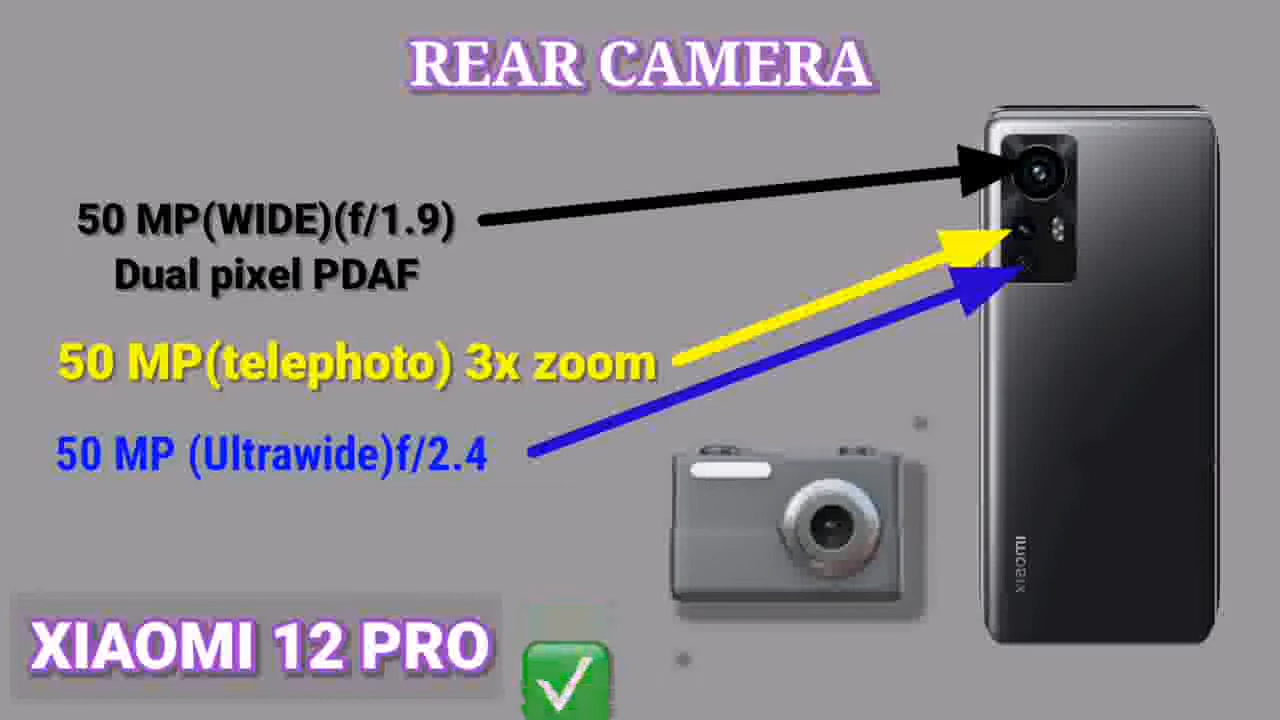 REAR CAMERA
50 MP(WIDE)(f/1.9)
Dual pixel PDAF
50 MP(telephoto) 3x zoom
50 MP (Ultrawide)f/2.4
xiaomi
XIAOMI 12 PRO